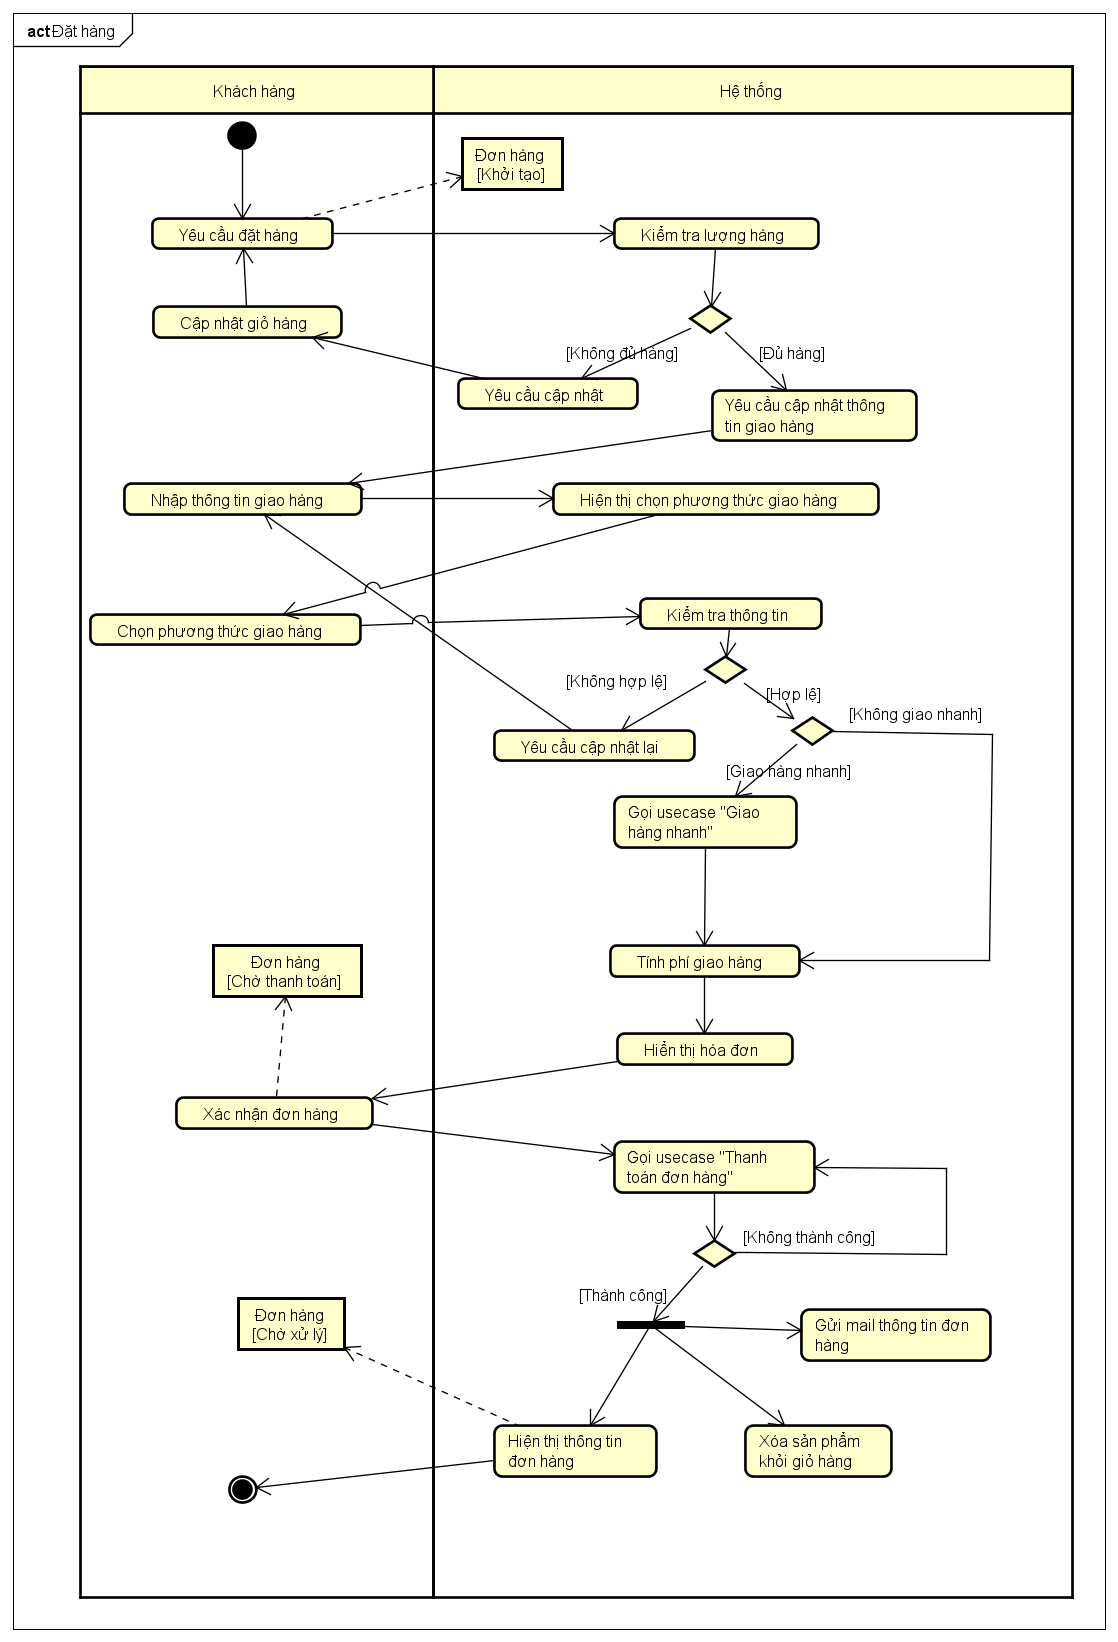 act Đặt hàng
Khách hàng
Hệ thống
Đơn hàng
[Khởi tạo]
Yêu cầu đặt hàng
Kiểm tra lượng hàng
Cập nhật giỏ hàng
[Không đủ hàng]
[Đủ hàng]
Yêu cầu cập nhật
Yêu cầu cập nhật thông
tin giao hàng
Nhập thông tin giao hàng
Hiện thị chọn phương thức giao hàng
Chọn phương thức giao hàng
Kiểm tra thông tin
[Không hợp lệ]
[Hợp lệ]
[Không giao nhanh]
Yêu cầu cập nhật lại
[Giao hàng nhanh]
Gọi usecase "Giao
hàng nhanh"
Đơn hàng
[Chờ thanh toán]
Tính phí giao hàng
Hiển thị hóa đơn
Xác nhận đơn hàng
Gọi usecase "Thanh
toán đơn hàng"
[Không thành công]
[Thành công]
Đơn hàng
[Chờ xử lý]
Gửi mail thông tin đơn
hàng
Hiện thị thông tin
đơn hàng
Xóa sản phẩm
khỏi giỏ hàng